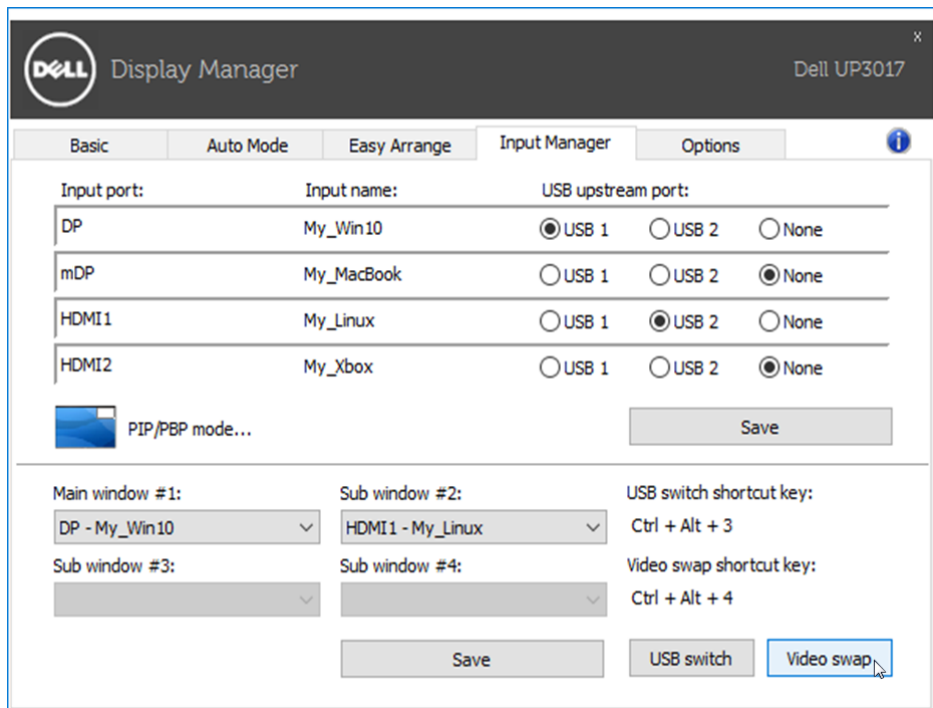 X
DELL Display Manager Dell UP3017
Basic Auto Mode Easy Arrange Input Manager Options i
Input port: Input name: USB upstream port:
DP My_Win10 USB 1 USB 2 None
mDP My_MacBook USB 1 USB 2 None
HDMI1 My_Linux USB 1 USB 2 None
HDMI2 My_Xbox USB 1 USB 2 None
PIP/PBP mode... Save
Main window #1: Sub window #2: USB switch shortcut key:
DP - My_Win10 HDMI1 - My_Linux Ctrl + Alt + 3
Sub window #3: Sub window #4: Video swap shortcut key:
Ctrl + Alt + 4
Save USB switch Video swap